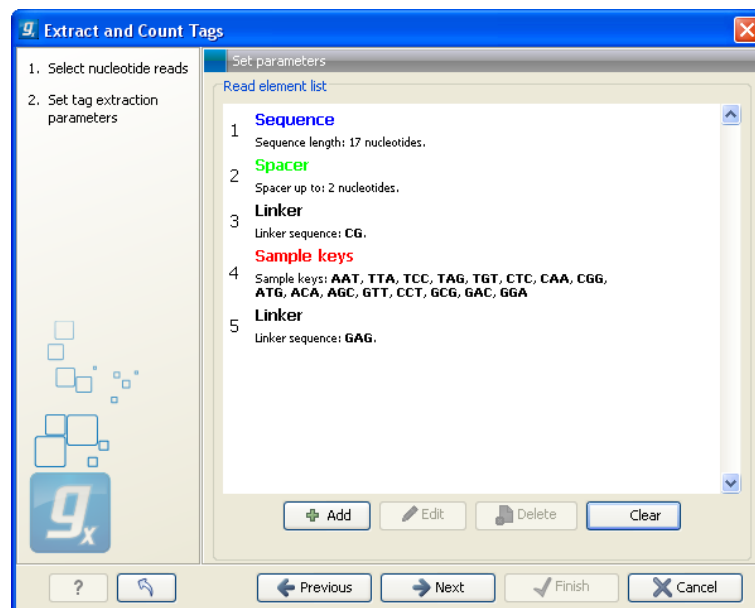 Extract and Count Tags
1. Select nucleotide reads
2. Set tag extraction
parameters
Set parameters
Read element list
1 Sequence
Sequence length: 17 nucleotides.
2 Spacer
Spacer up to: 2 nucleotides.
3 Linker
Linker sequence: CG.
4 Sample keys
Sample keys: AAT, TTA, TCC, TAG, TGT, CTC, CAA, CGG,
ATG, ACA, AGC, GTT, CCT, GCG, GAC, GGA
5 Linker
Linker sequence: GAG.
gx
Add Edit Delete Clear
? Previous Next Finish Cancel